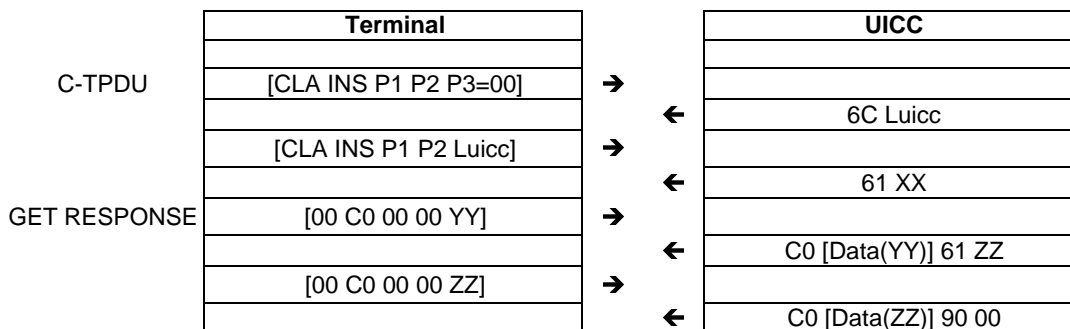 Terminal UICC
C-TPDU [CLA INS P1 P2 P3=00] ➔
🡸 6C Luicc
[CLA INS P1 P2 Luicc] ➔
🡸 61 XX
GET RESPONSE [00 C0 00 00 YY] ➔
🡸 C0 [Data(YY)] 61 ZZ
[00 C0 00 00 ZZ] ➔
🡸 C0 [Data(ZZ)] 90 00